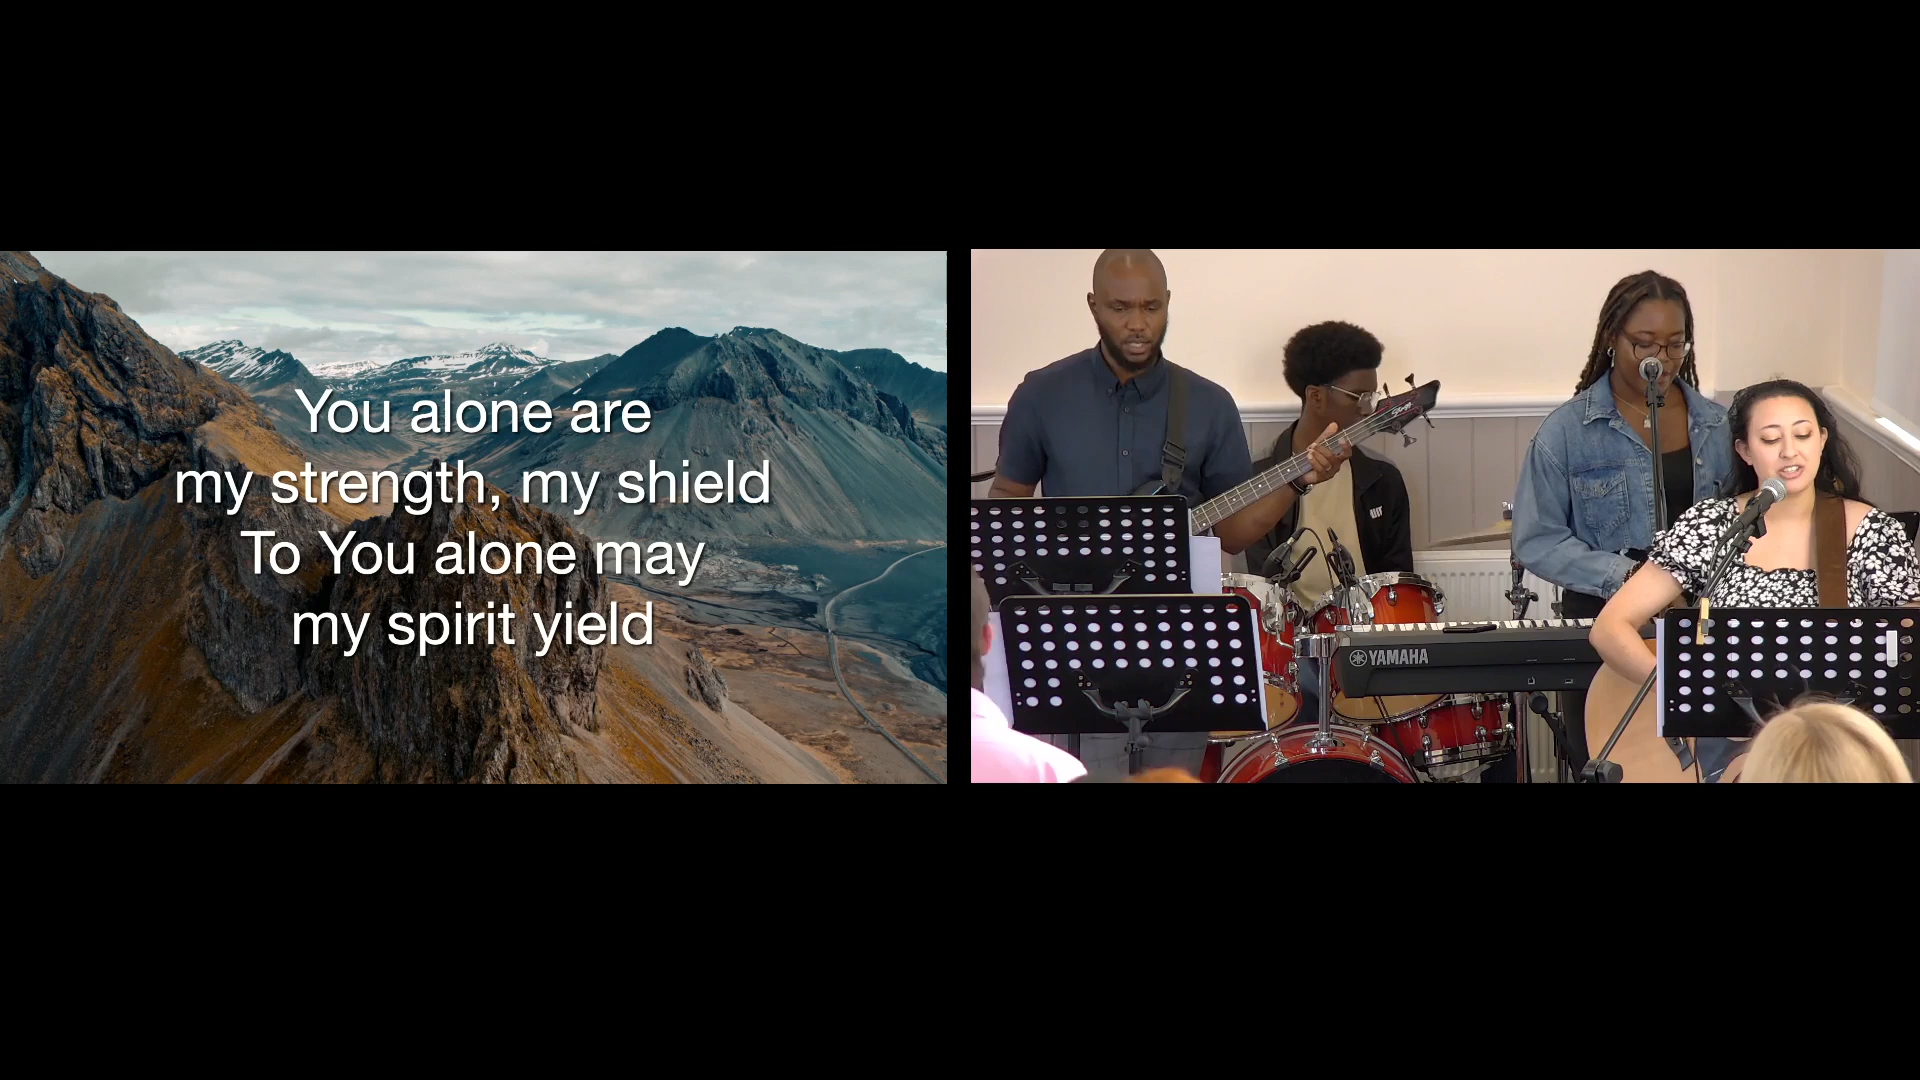 You alone are
my strength, my shield
To You alone may
my spirit yield
YAMAHA